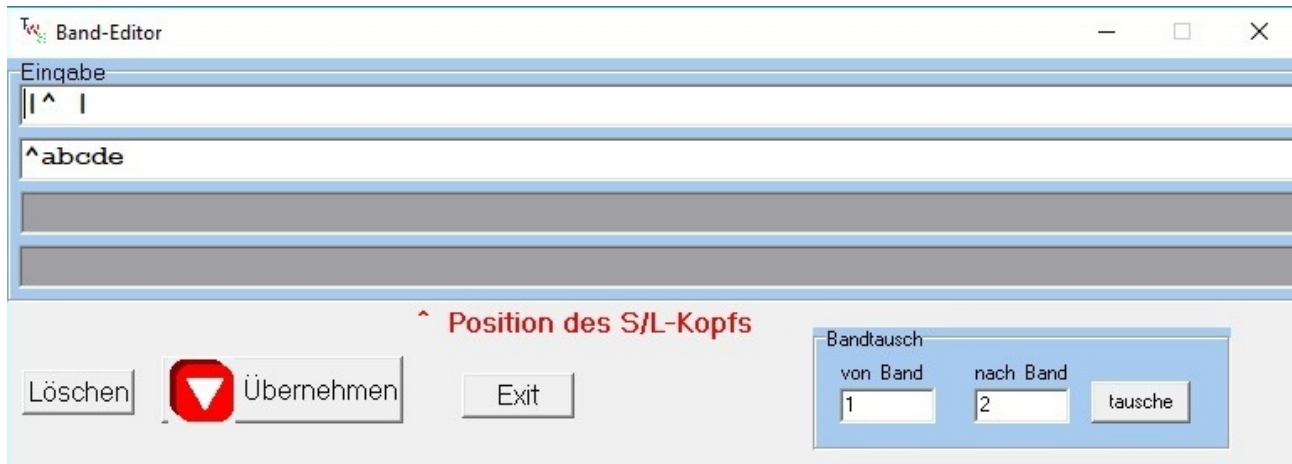 Band-Editor
Eingabe
|^ |
^abcde
^ Position des S/L-Kopfs
Bandtausch
von Band nach Band
Löschen Übernehmen Exit 1 2 tausche